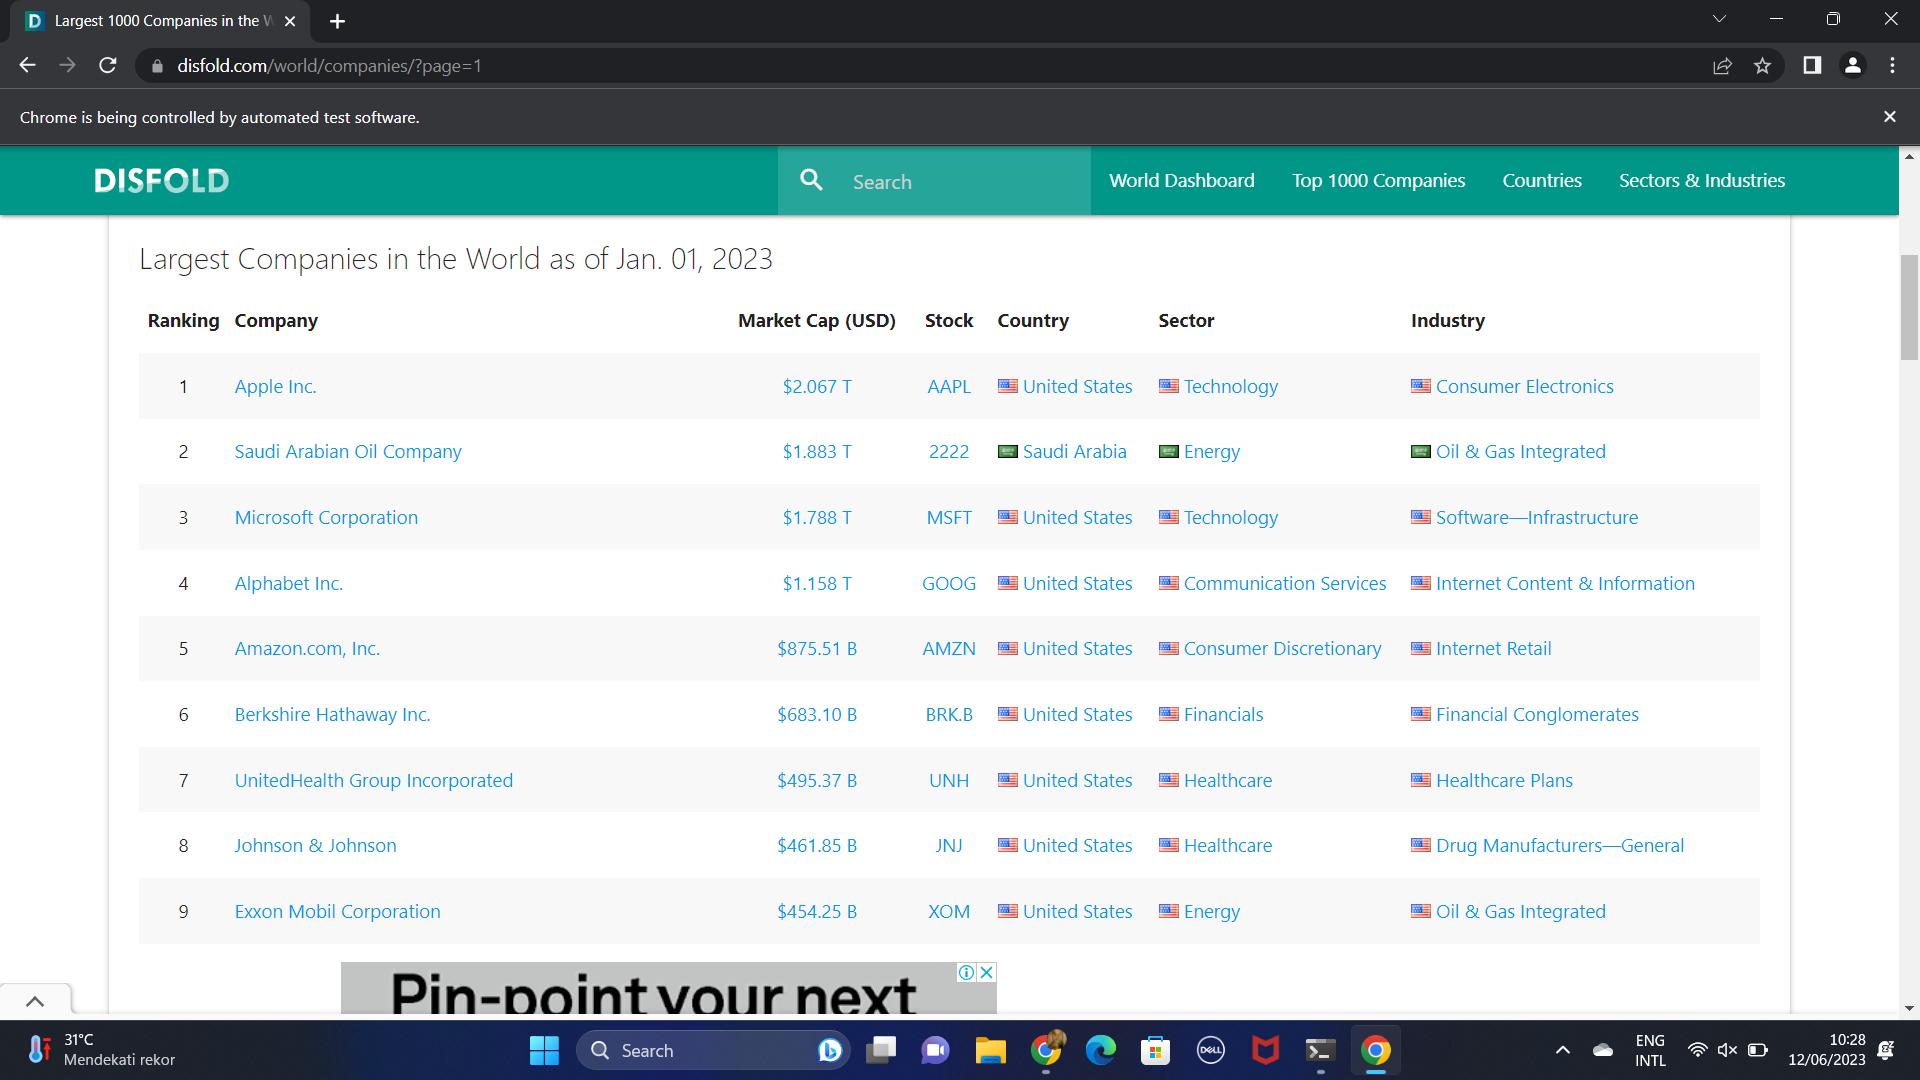 Largest 1000 Companies in the W
disfold.com/world/companies/?page=1
Chrome is being controlled by automated test software.
DISFOLD Search World Dashboard Top 1000 Companies Countries Sectors & Industries
Largest Companies in the World as of Jan. 01, 2023
Ranking Company Market Cap (USD) Stock Country Sector Industry
1 Apple Inc. $2.067 T AAPL United States Technology Consumer Electronics
2 Saudi Arabian Oil Company $1.883 T 2222 Saudi Arabia Energy Oil & Gas Integrated
3 Microsoft Corporation $1.788 T MSFT United States Technology Software—Infrastructure
4 Alphabet Inc. $1.158 T GOOG United States Communication Services Internet Content & Information
5 Amazon.com, Inc. $875.51 B AMZN United States Consumer Discretionary Internet Retail
6 Berkshire Hathaway Inc. $683.10 B BRK.B United States Financials Financial Conglomerates
7 UnitedHealth Group Incorporated $495.37 B UNH United States Healthcare Healthcare Plans
8 Johnson & Johnson $461.85 B JNJ United States Healthcare Drug Manufacturers—General
9 Exxon Mobil Corporation $454.25 B XOM United States Energy Oil & Gas Integrated
Pin-point your next
31°C
Mendekati rekor
Search
DELL
ENG
INTL
10:28
12/06/2023